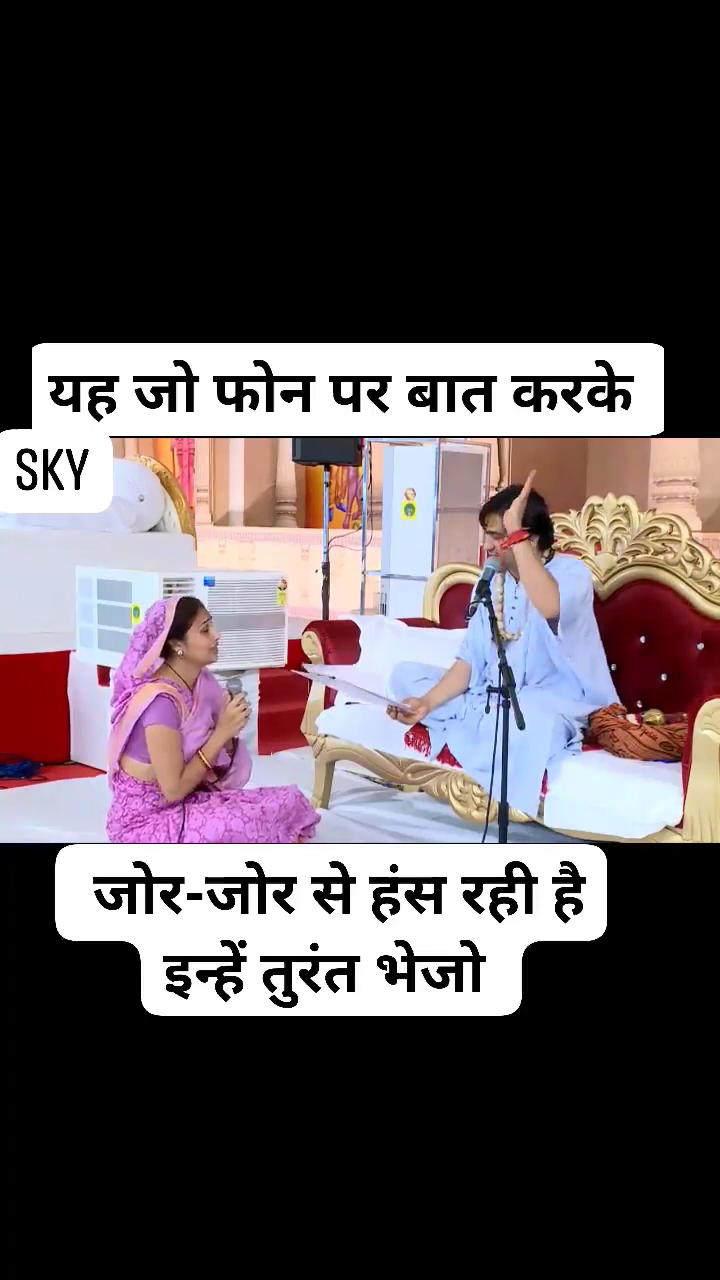 यह जो फोन पर बात करके
SKY
जोर-जोर से हंस रही है
इन्हें तुरंत भेजो